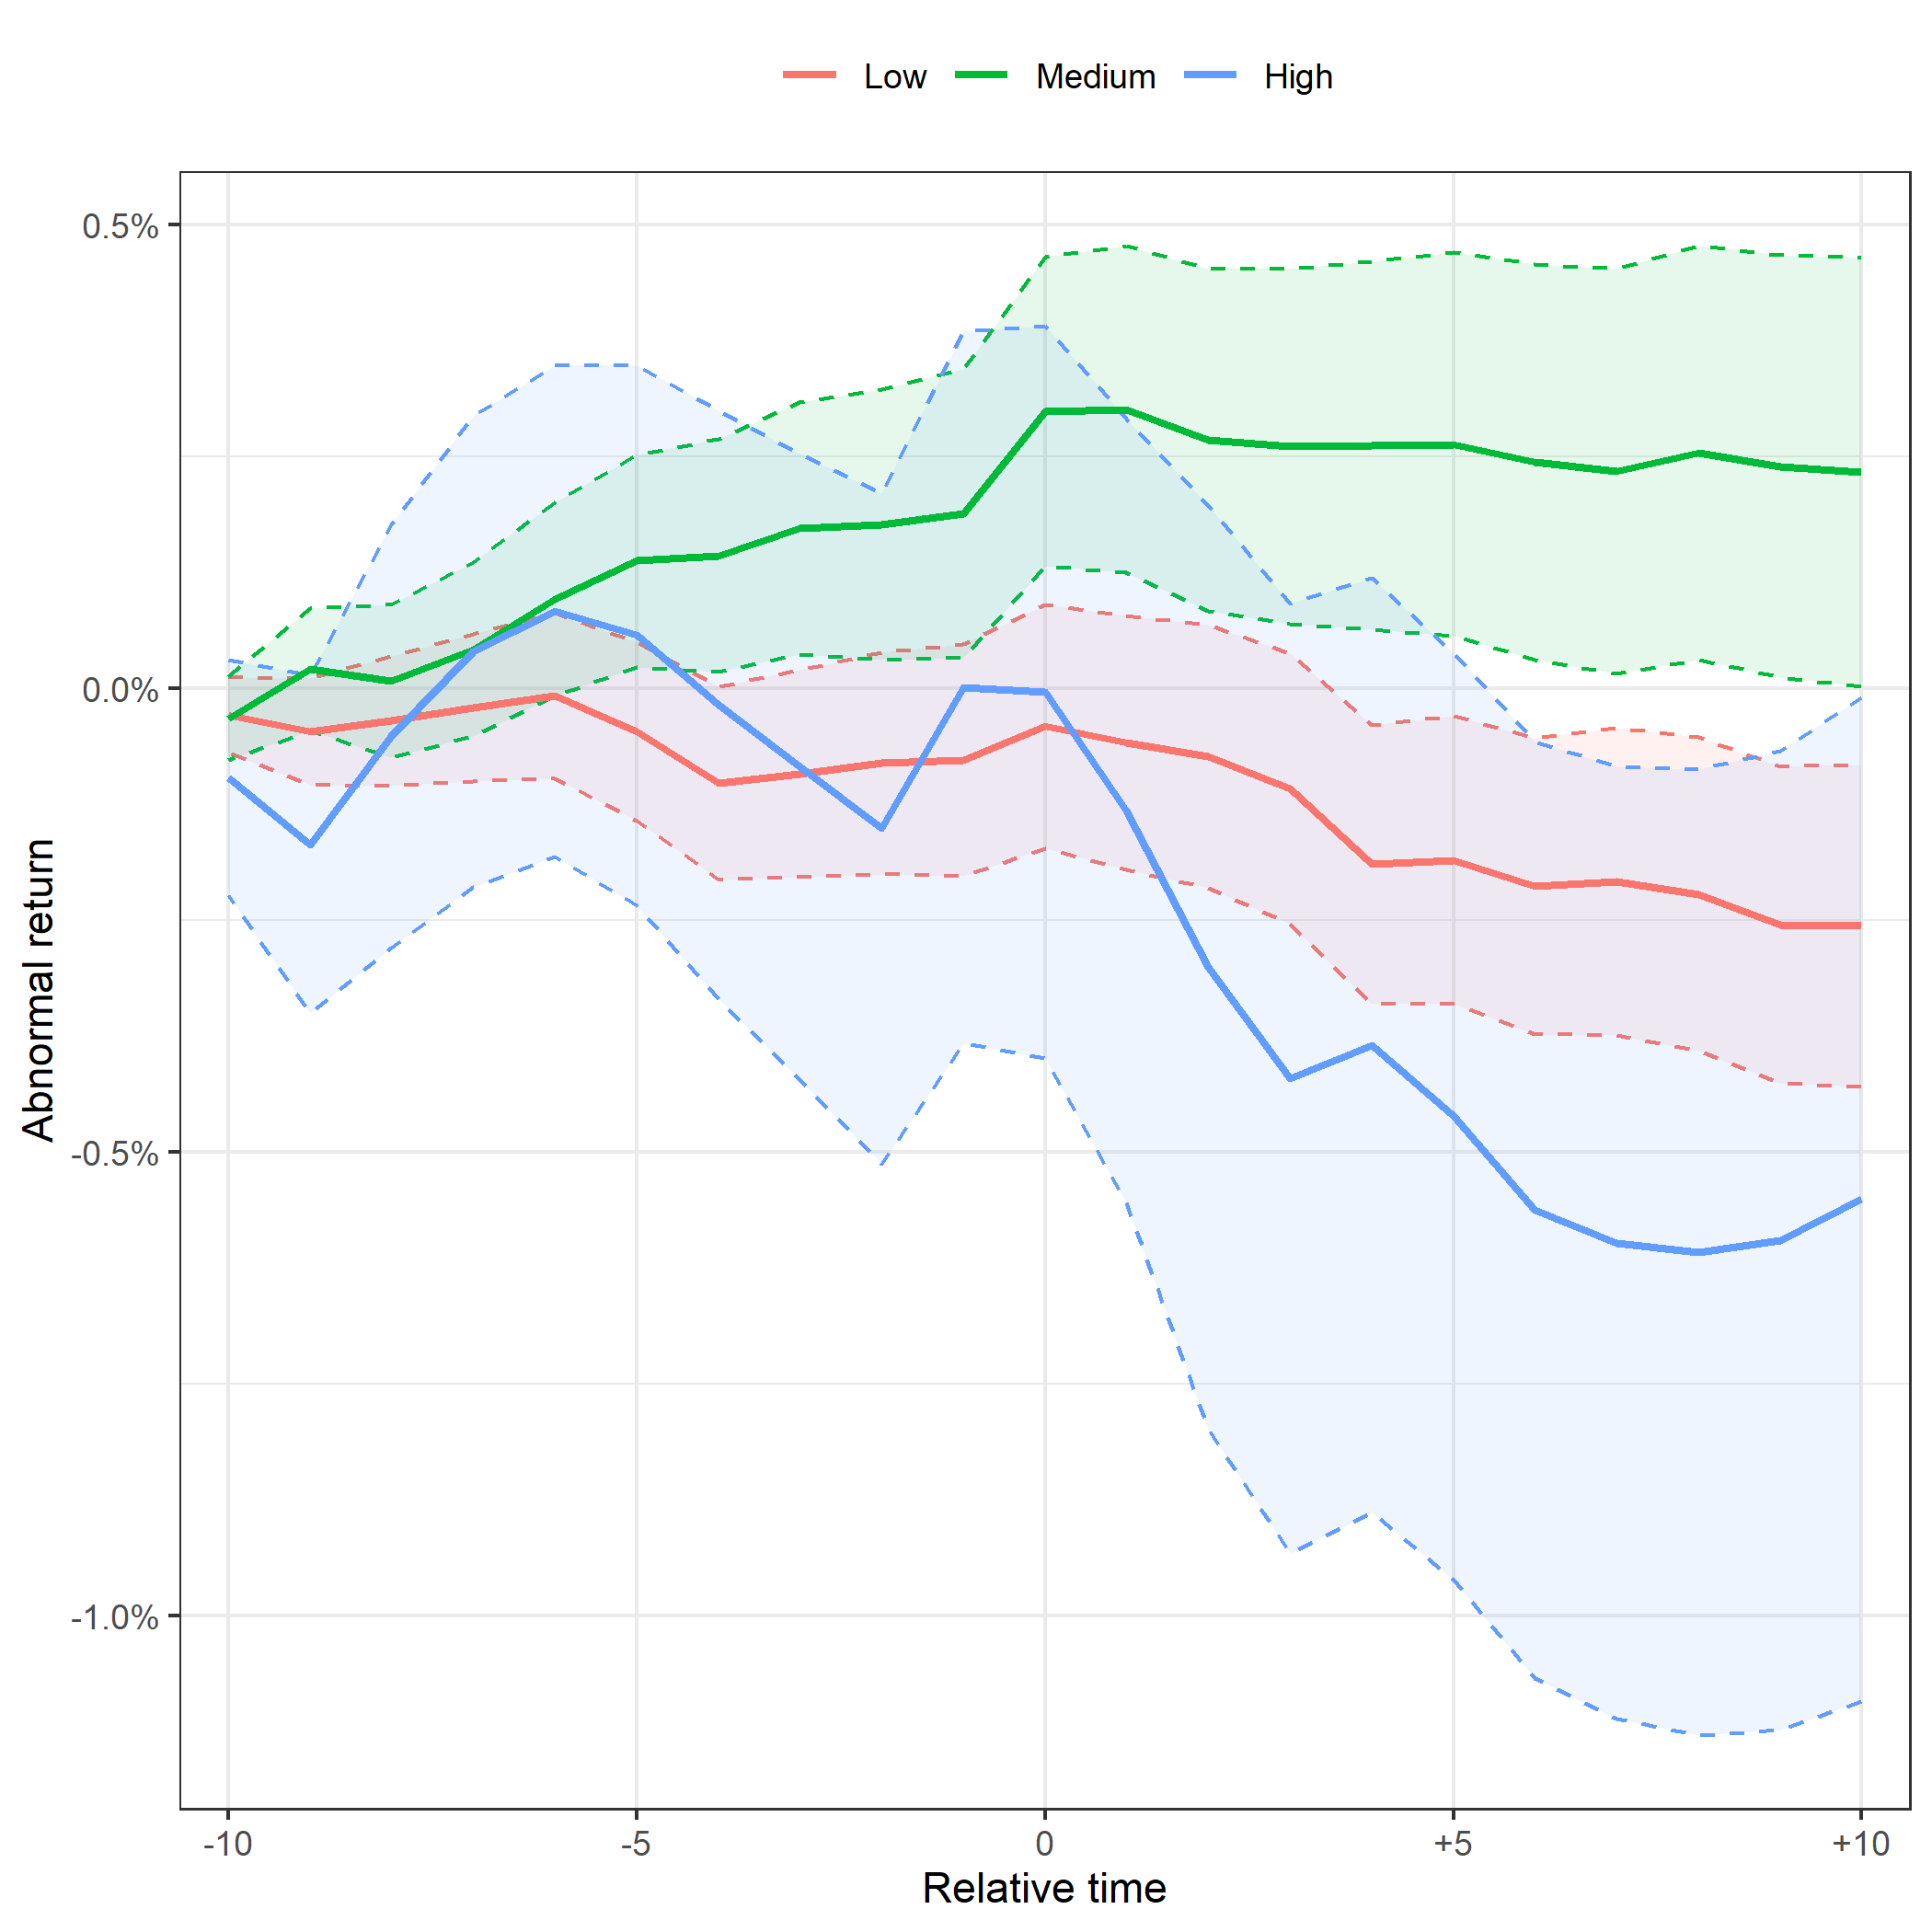 Low Medium High
0.5%
0.0%
-0.5%
-1.0%
Abnormal return
-10 -5 0 +5 +10
Relative time